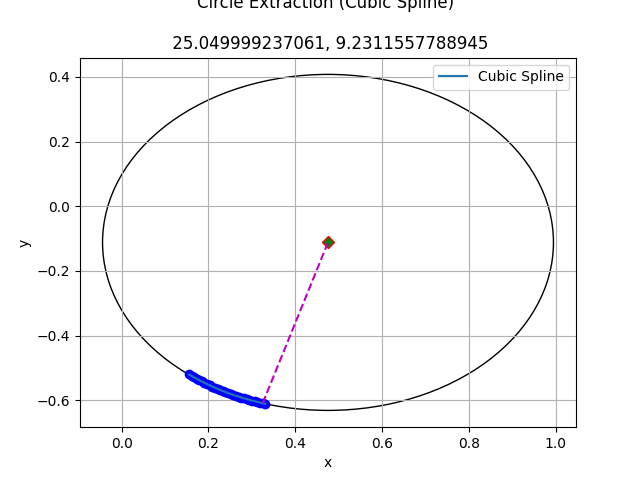 Circle Extraction (Cubic Spline)
25.049999237061, 9.2311557788945
Cubic Spline
0.4
0.2
0.0
−0.2
−0.4
−0.6
y
0.0 0.2 0.4 0.6 0.8 1.0
x